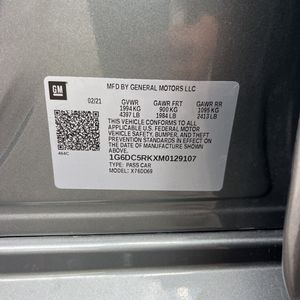 GM
MFD BY GENERAL MOTORS LLC
02/21 GVWR GAWR FRT GAWR RR
1994 KG 900 KG 1095 KG
4397 LB 1984 LB 2413 LB
THIS VEHICLE CONFORMS TO ALL
APPLICABLE U.S. FEDERAL MOTOR
VEHICLE SAFETY, BUMPER, AND THEFT
PREVENTION STANDARDS IN EFFECT
ON THE DATE OF MANUFACTURE
SHOWN ABOVE.
1G6DC5RKXM0129107
TYPE: PASS CAR
MODEL: X76DD69